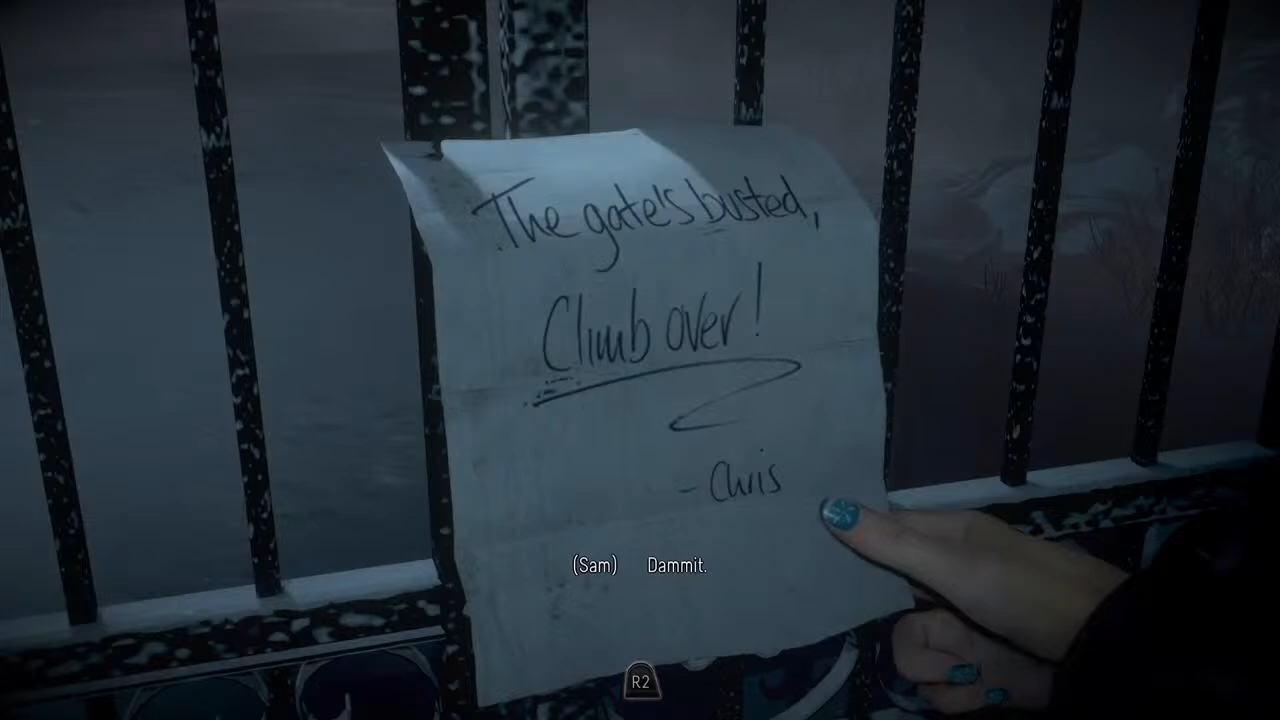 The gate's busted,
Climb over!
- Chris
(Sam) Dammit.
R2